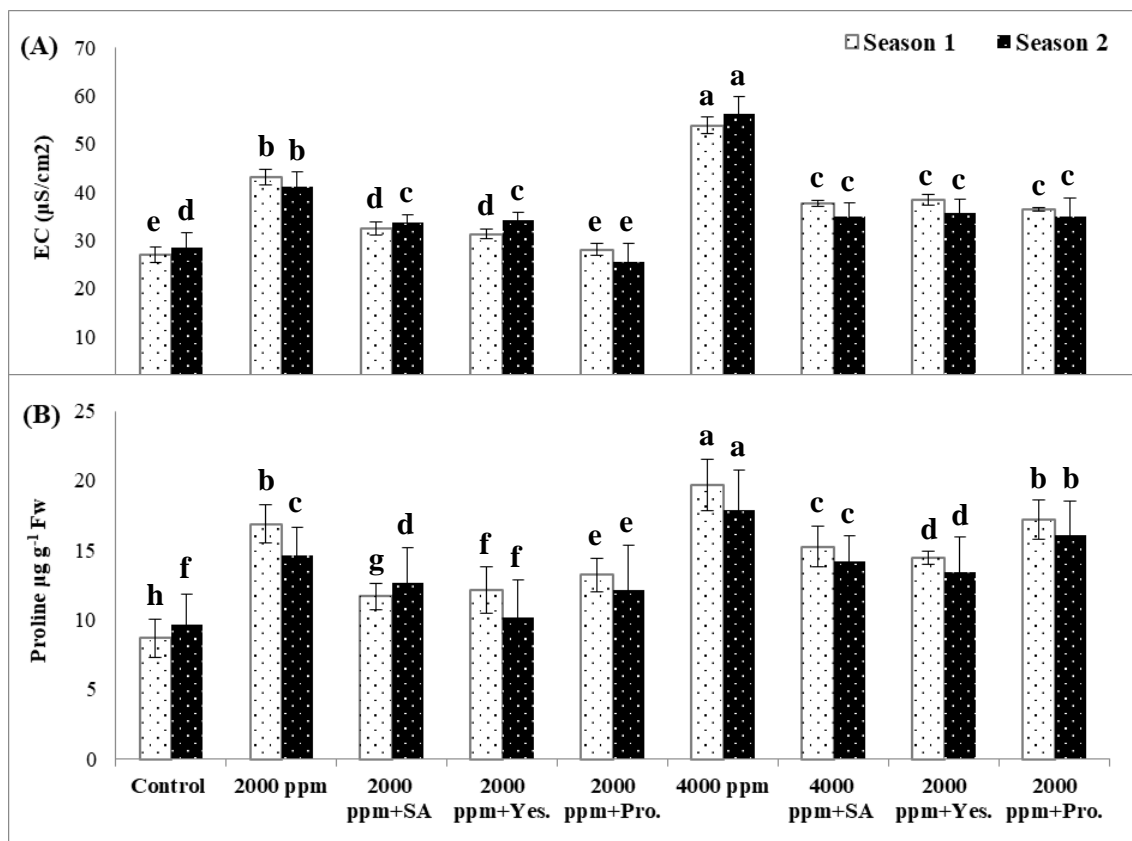 (A)
Season 1 Season 2
EC (µS/cm2)
70
60
50
40
30
20
10
e d b b d c d c e e a a c c c c c c
(B)
Proline µg g⁻¹ Fw
25
20
15
10
5
0
h f b c g d f f e e a a c c d d b b
Control 2000 ppm 2000 2000 2000 4000 ppm 4000 2000 2000
ppm+SA ppm+Yes. ppm+Pro. ppm+SA ppm+Yes. ppm+Pro.